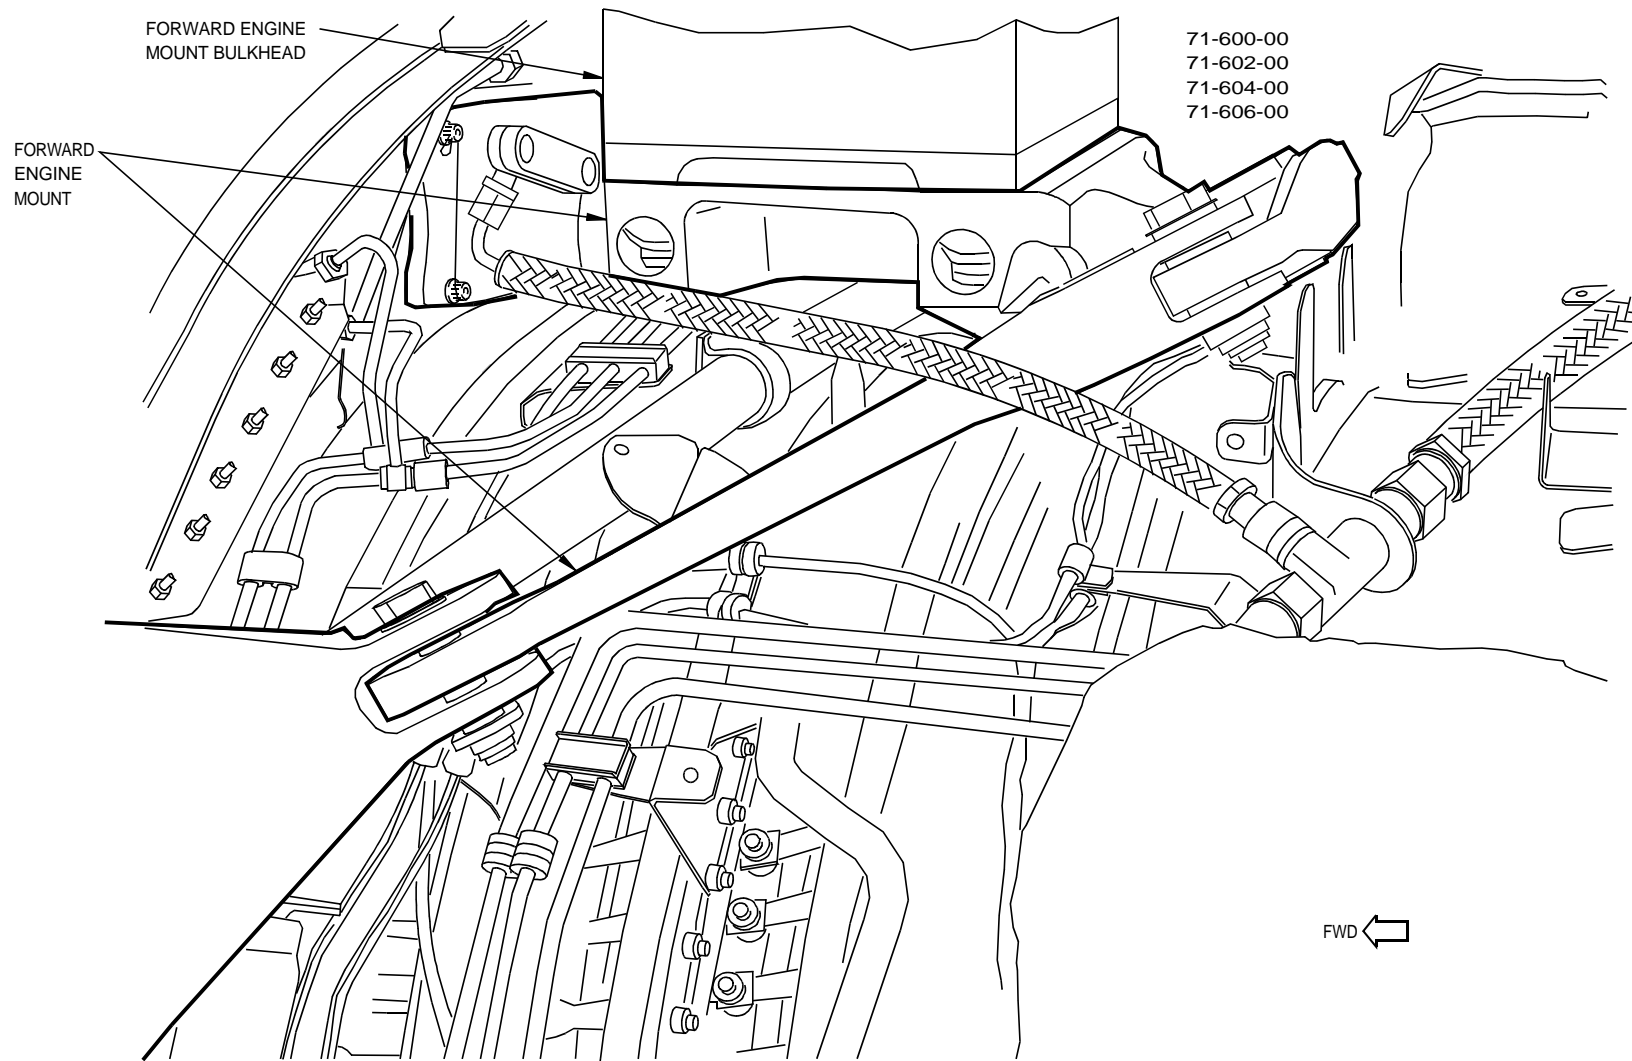 FORWARD ENGINE
MOUNT BULKHEAD
71-600-00
71-602-00
71-604-00
71-606-00
FORWARD
ENGINE
MOUNT
FWD